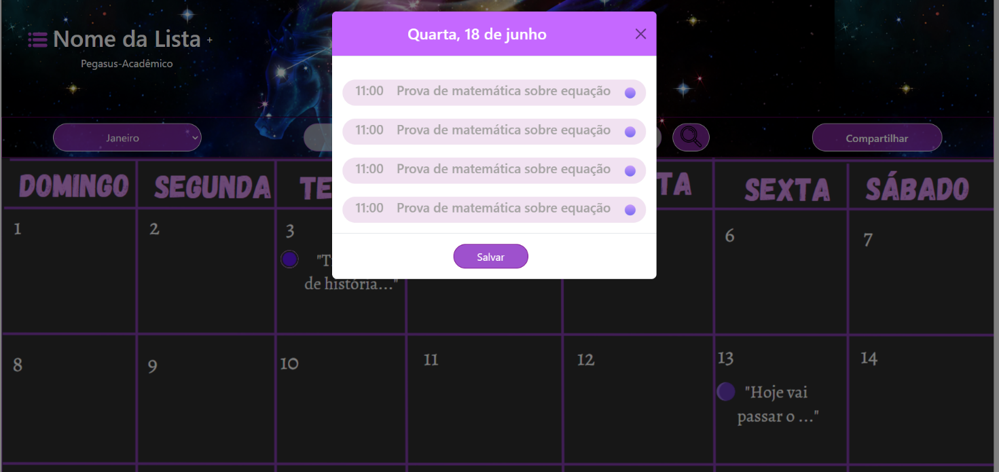 Nome da Lista +
Pegasus-Acadêmico
Quarta, 18 de junho
11:00 Prova de matemática sobre equação
11:00 Prova de matemática sobre equação
11:00 Prova de matemática sobre equação
11:00 Prova de matemática sobre equação
Salvar
Janeiro
Compartilhar
DOMINGO SEGUNDA TE TA SEXTA SÁBADO
1 2 3 6 7
"T
de história..."
8 9 10 11 12 13 14
"Hoje vai
passar o ..."